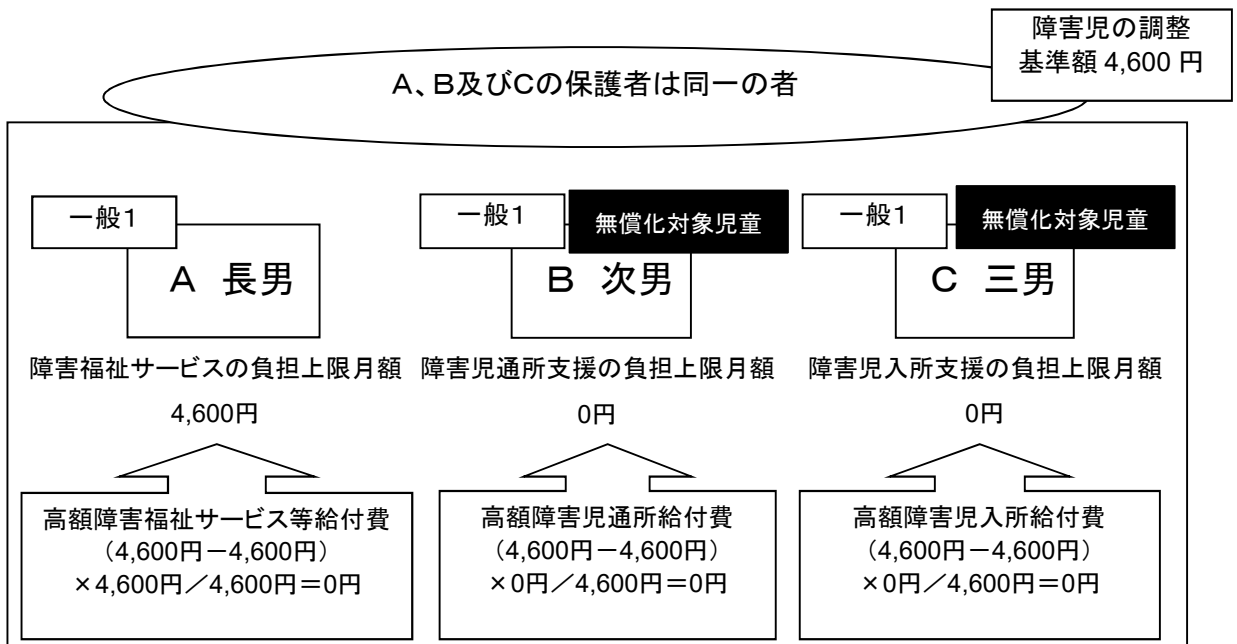 障害児の調整
基準額 4,600 円
A、B及びCの保護者は同一の者
一般1
A 長男
障害福祉サービスの負担上限月額
4,600円
高額障害福祉サービス等給付費
(4,600円-4,600円)
×4,600円/4,600円=0円
一般1
無償化対象児童
B 次男
障害児通所支援の負担上限月額
0円
高額障害児通所給付費
(4,600円-4,600円)
×0円/4,600円=0円
一般1
無償化対象児童
C 三男
障害児入所支援の負担上限月額
0円
高額障害児入所給付費
(4,600円-4,600円)
×0円/4,600円=0円